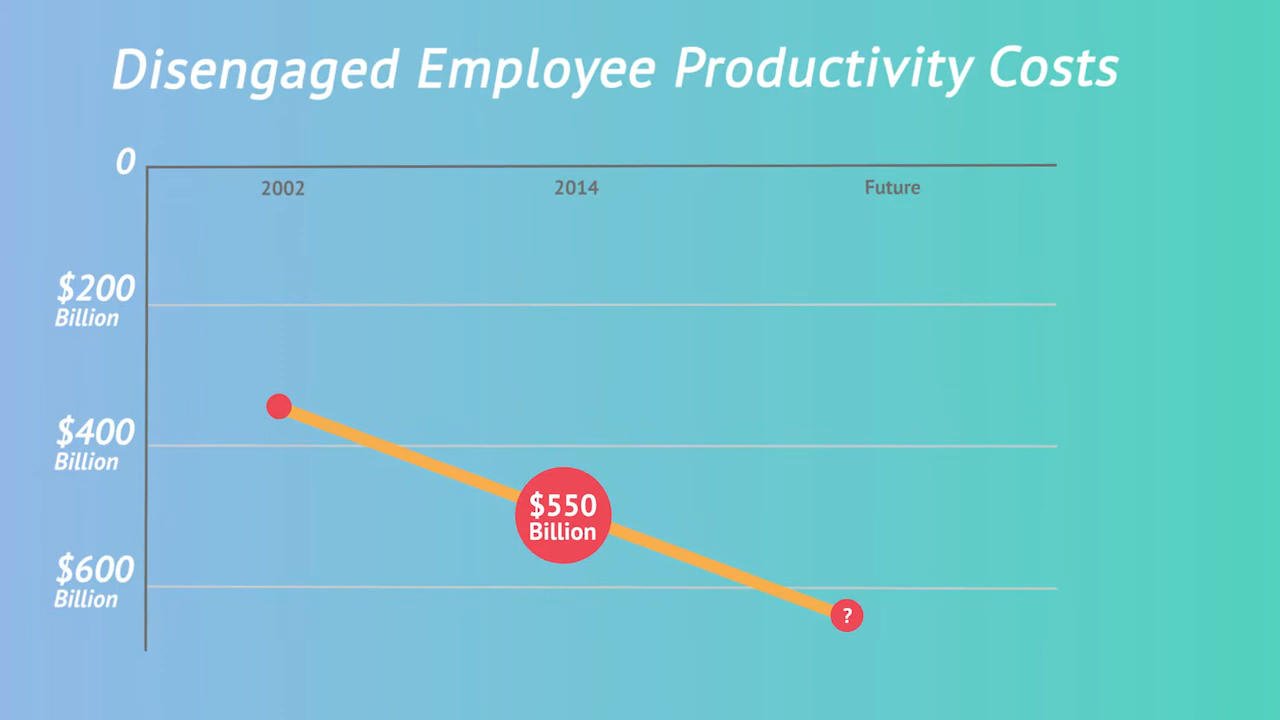 Disengaged Employee Productivity Costs
0
2002 2014 Future
$200
Billion
$400
Billion
$550
Billion
$600
Billion
?